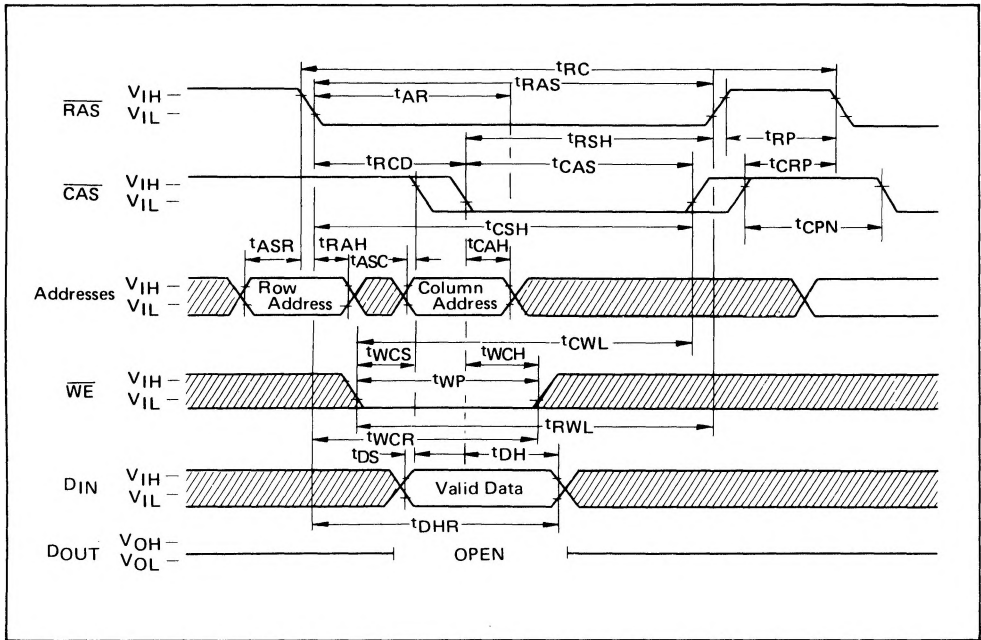 tRC
tRAS
tAR
RAS VIH
VIL
tRSH
tRP
tRCD
tCAS
tCRP
CAS VIH
VIL
tCSH
tCPN
tASR
tRAH
tASC
tCAH
Addresses VIH
VIL
Row
Address
Column
Address
tCWL
tWCS
tWCH
WE VIH
VIL
tWP
tRWL
tWCR
tDS
tDH
DIN VIH
VIL
Valid Data
tDHR
DOUT VOH
VOL
OPEN